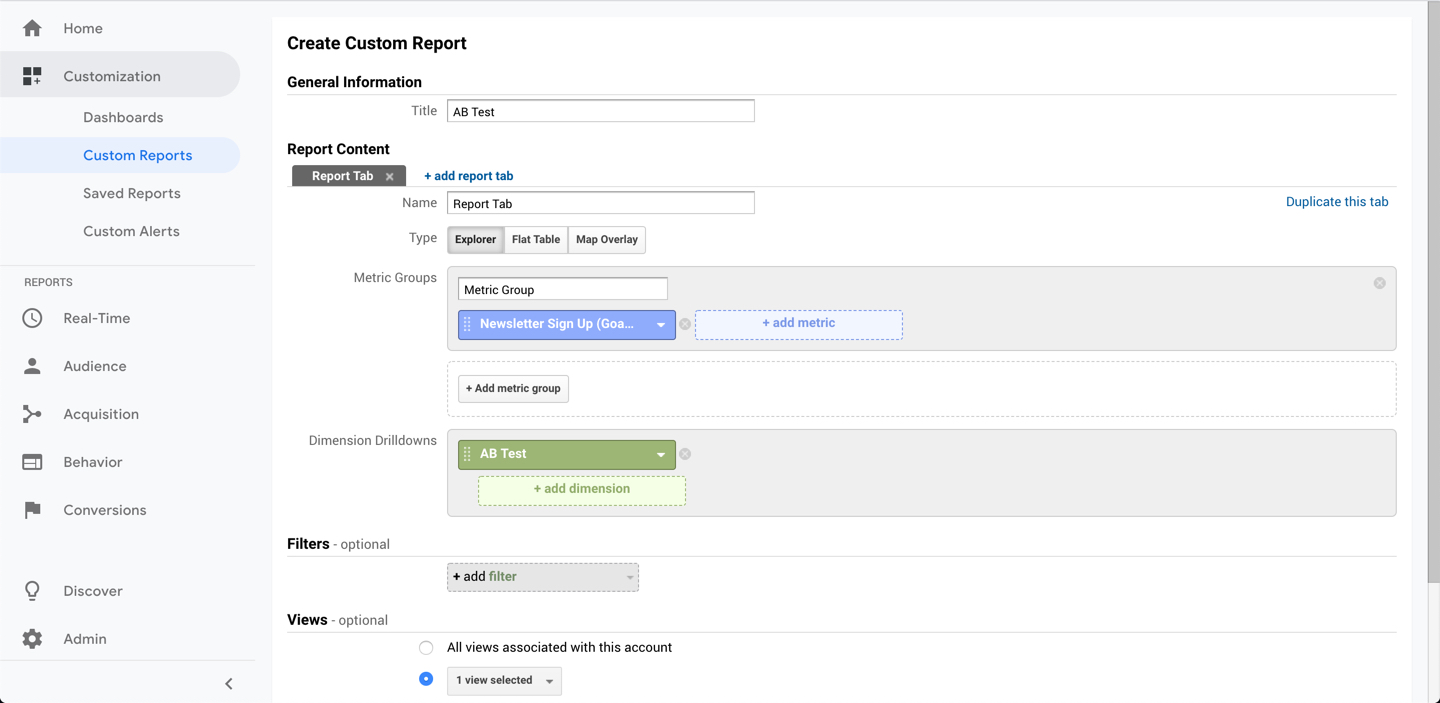 Home
Customization
Dashboards
Custom Reports
Saved Reports
Custom Alerts
REPORTS
Real-Time
Audience
Acquisition
Behavior
Conversions
Discover
Admin
Create Custom Report
General Information
Title AB Test
Report Content
Report Tab + add report tab
Name Report Tab Duplicate this tab
Type Explorer Flat Table Map Overlay
Metric Groups
Metric Group
Newsletter Sign Up (Goa... + add metric
+ Add metric group
Dimension Drilldowns
AB Test
+ add dimension
Filters - optional
+ add filter
Views - optional
All views associated with this account
1 view selected